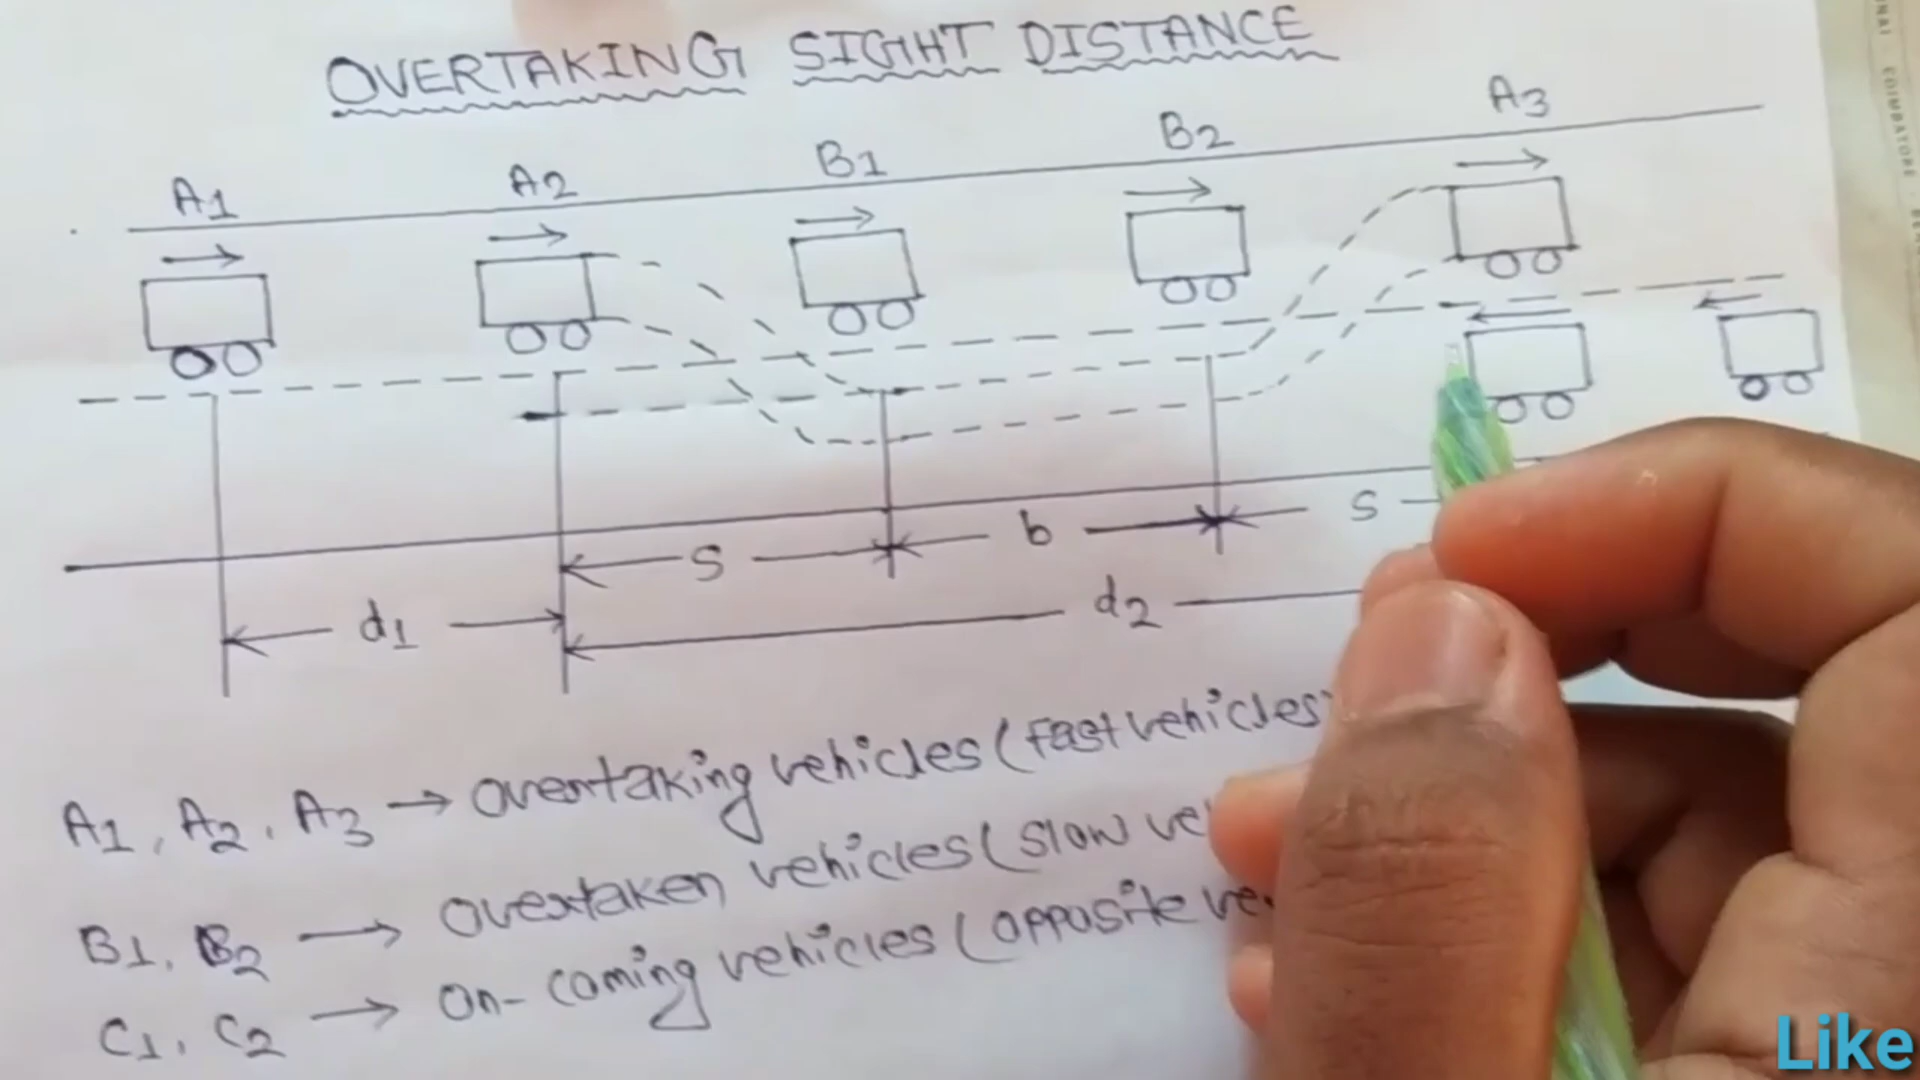 OVERTAKING SIGHT DISTANCE
A1 A2 B1 B2 A3
S b S
d1 d2
A1, A2, A3 → overtaking vehicles (Fast vehicles)
B1, B2 → Overtaken vehicles (slow
C1, C2 → On-coming vehicles (opposite
Like
COIMBATORE